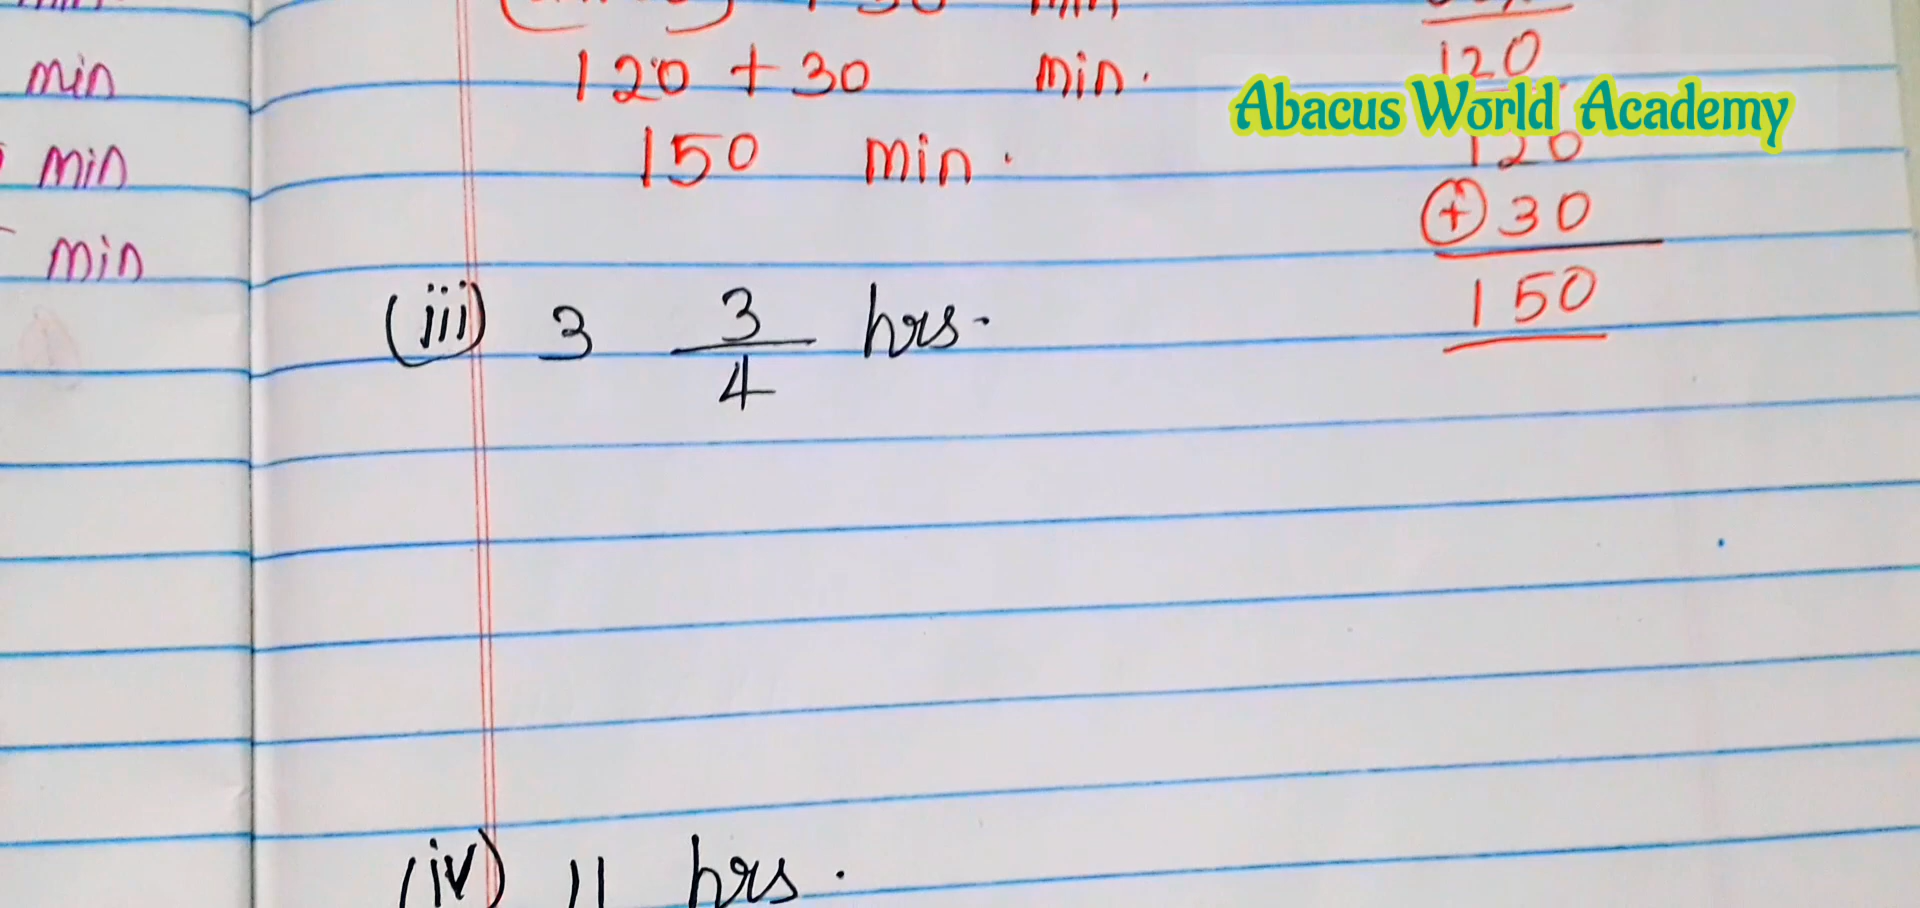 min
120 + 30 min.
120
Abacus World Academy
min
150 min.
120
+ 30
min
150
(iii) 3 3/4 hrs.
(iv) 11 hrs.